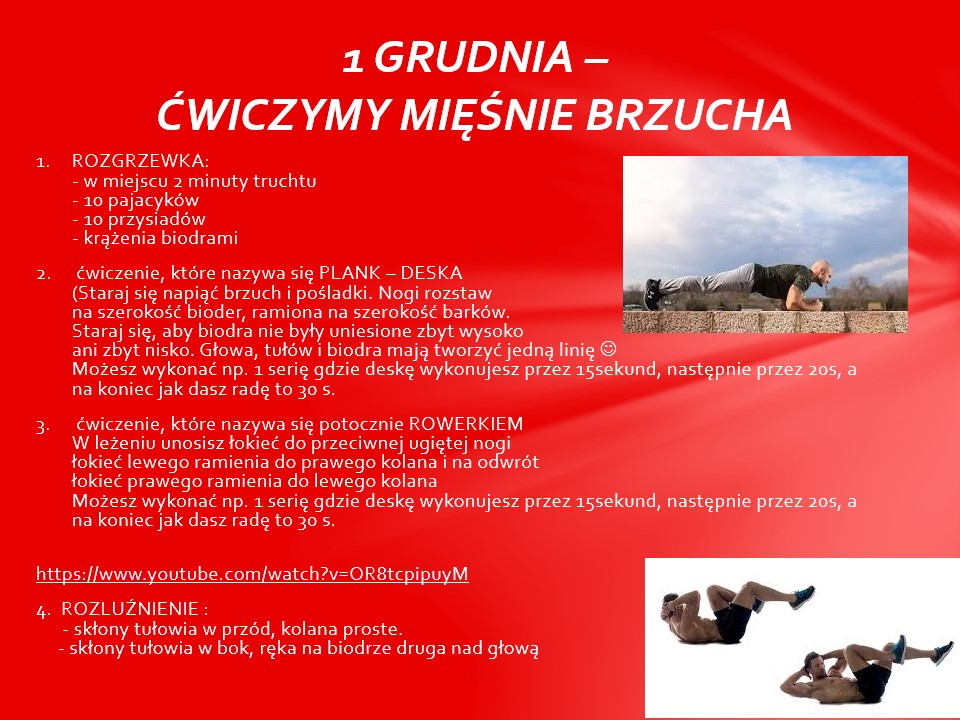 1 GRUDNIA –
ĆWICZYMY MIĘŚNIE BRZUCHA
1. ROZGRZEWKA:
- w miejscu 2 minuty truchtu
- 10 pajacyków
- 10 przysiadów
- krążenia biodrami
2. ćwiczenie, które nazywa się PLANK – DESKA
(Staraj się napiąć brzuch i pośladki. Nogi rozstaw
na szerokość bioder, ramiona na szerokość barków.
Staraj się, aby biodra nie były uniesione zbyt wysoko
ani zbyt nisko. Głowa, tułów i biodra mają tworzyć jedną linię ☺
Możesz wykonać np. 1 serię gdzie deskę wykonujesz przez 15sekund, następnie przez 20s, a
na koniec jak dasz radę to 30 s.
3. ćwiczenie, które nazywa się potocznie ROWERKIEM
W leżeniu unosisz łokieć do przeciwnej ugiętej nogi
łokieć lewego ramienia do prawego kolana i na odwrót
łokieć prawego ramienia do lewego kolana
Możesz wykonać np. 1 serię gdzie deskę wykonujesz przez 15sekund, następnie przez 20s, a
na koniec jak dasz radę to 30 s.
https://www.youtube.com/watch?v=OR8tcpipuyM
4. ROZLUŹNIENIE :
- skłony tułowia w przód, kolana proste.
- skłony tułowia w bok, ręka na biodrze druga nad głową